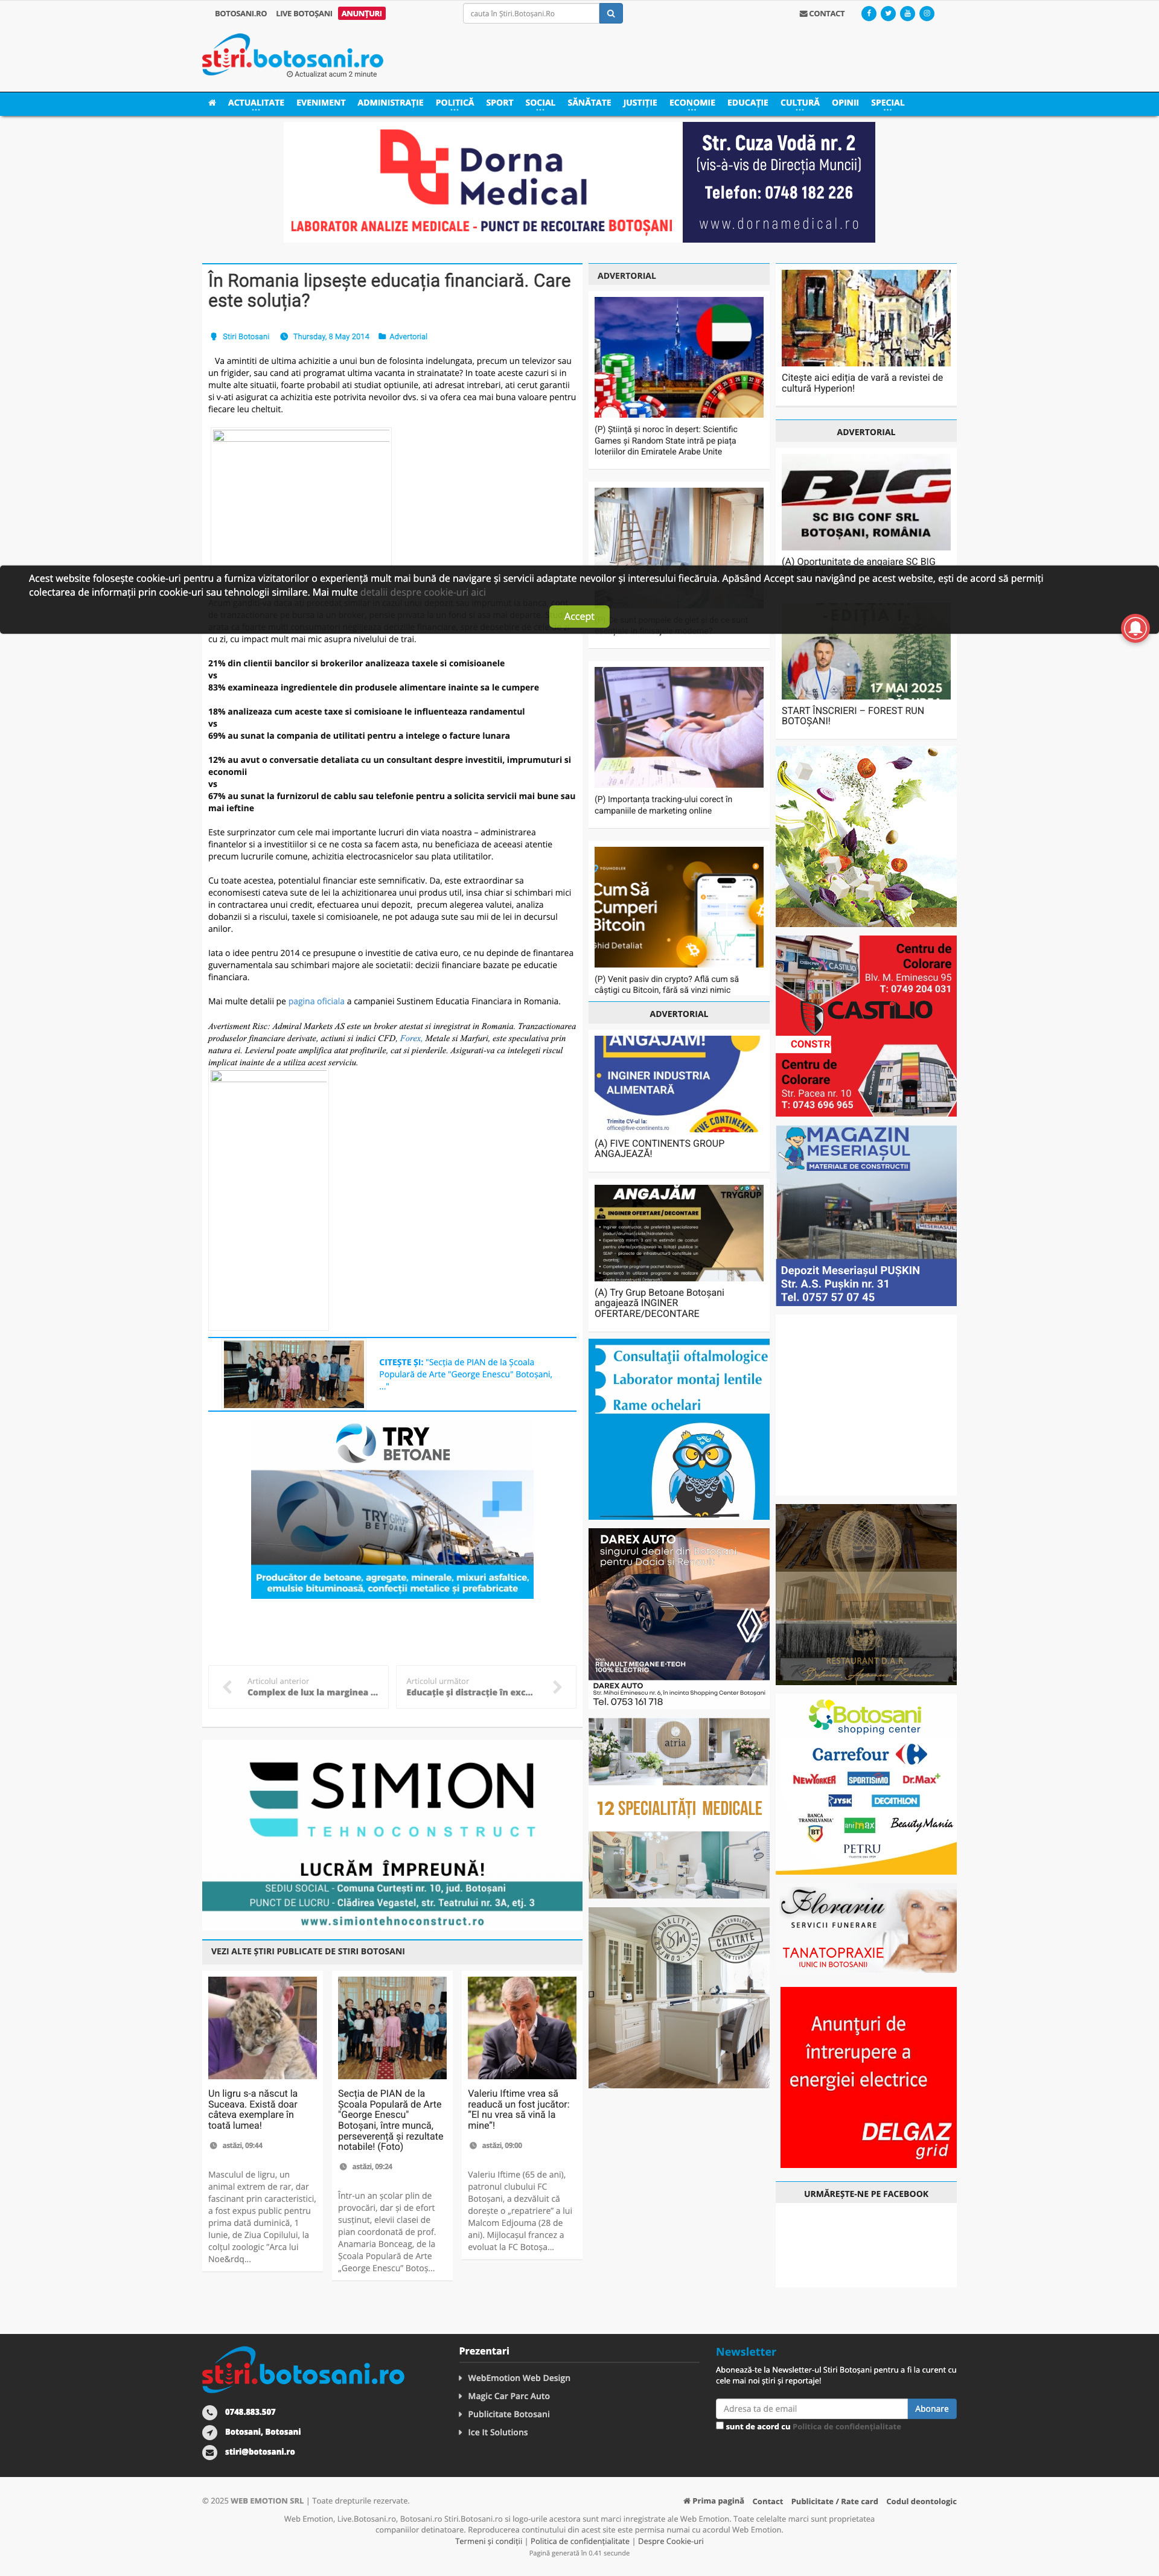 BOTOSANI.RO LIVE BOTOȘANI ANUNȚURI
cauta în Știri.Botoșani.Ro
CONTACT
stiri.botosani.ro
Actualizat acum 2 minute
ACTUALITATE EVENIMENT ADMINISTRAȚIE POLITICĂ SPORT SOCIAL SĂNĂTATE JUSTIȚIE ECONOMIE EDUCAȚIE CULTURĂ OPINII SPECIAL
Dorna
Medical
LABORATOR ANALIZE MEDICALE - PUNCT DE RECOLTARE BOTOȘANI
Str. Cuza Vodă nr. 2
(vis-à-vis de Direcția Muncii)
Telefon: 0748 182 226
www.dornamedical.ro
În Romania lipsește educația financiară. Care
este soluția?
Stiri Botosani Thursday, 8 May 2014 Advertorial
Va amintiti de ultima achizitie a unui bun de folosinta indelungata, precum un televizor sau
un frigider, sau cand ati programat ultima vacanta in strainatate? In toate aceste cazuri si in
multe alte situatii, foarte probabil ati studiat optiunile, ati adresat intrebari, ati cerut garantii
si v-ati asigurat ca achizitia este potrivita nevoilor dvs. si va ofera cea mai buna valoare pentru
fiecare leu cheltuit.
Acest website folosește cookie-uri pentru a furniza vizitatorilor o experiență mult mai bună de navigare și servicii adaptate nevoilor și interesului fiecăruia. Apăsând Accept sau navigând pe acest website, ești de acord să permiți
colectarea de informații prin cookie-uri sau tehnologii similare. Mai multe detalii despre cookie-uri aici
Accept
cu zi, cu impact mult mai mic asupra nivelului de trai.
21% din clientii bancilor si brokerilor analizeaza taxele si comisioanele
vs
83% examineaza ingredientele din produsele alimentare inainte sa le cumpere
18% analizeaza cum aceste taxe si comisioane le influenteaza randamentul
vs
69% au sunat la compania de utilitati pentru a intelege o facture lunara
12% au avut o conversatie detaliata cu un consultant despre investitii, imprumuturi si
economii
vs
67% au sunat la furnizorul de cablu sau telefonie pentru a solicita servicii mai bune sau
mai ieftine
Este surprinzator cum cele mai importante lucruri din viata noastra – administrarea
finantelor si a investitiilor si ce ne costa sa facem asta, nu beneficiaza de aceeasi atentie
precum lucrurile comune, achizitia electrocasnicelor sau plata utilitatilor.
Cu toate acestea, potentialul financiar este semnificativ. Da, este extraordinar sa
economisesti cateva sute de lei la achizitionarea unui produs util, insa chiar si schimbari mici
in contractarea unui credit, efectuarea unui depozit, precum alegerea valutei, analiza
dobanzii si a riscului, taxele si comisioanele, ne pot adauga sute sau mii de lei in decursul
anilor.
Iata o idee pentru 2014 ce presupune o investitie de cativa euro, ce nu depinde de finantarea
guvernamentala sau schimbari majore ale societatii: decizii financiare bazate pe educatie
financiara.
Mai multe detalii pe pagina oficiala a campaniei Sustinem Educatia Financiara in Romania.
Avertisment Risc: Admiral Markets AS este un broker atestat si inregistrat in Romania. Tranzactionarea
produselor financiare derivate, actiuni si indici CFD, Forex, Metale si Marfuri, este speculativa prin
natura ei. Levierul poate amplifica atat profiturile, cat si pierderile. Asigurati-va ca intelegeti riscul
implicat inainte de a utiliza acest serviciu.
CITEȘTE ȘI: "Secția de PIAN de la Școala
Populară de Arte "George Enescu" Botoșani,
..."
TRY
BETOANE
TRYGROUP
BETOANE
Producător de betoane, agregate, minerale, mixturi asfaltice,
emulsie bituminoasă, confecții metalice și prefabricate
Articolul anterior
Complex de lux la marginea ...
Articolul următor
Educație și distracție în exc...
SIMION
TEHNOCONSTRUCT
LUCRĂM ÎMPREUNĂ!
SEDIU SOCIAL - Comuna Curtești nr. 10, jud. Botoșani
PUNCT DE LUCRU - Clădirea Vegastel, str. Teatrului nr. 3A, etj. 3
www.simiontehnoconstruct.ro
VEZI ALTE ȘTIRI PUBLICATE DE STIRI BOTOSANI
Un ligru s-a născut la
Suceava. Există doar
câteva exemplare în
toată lumea!
astăzi, 09:44
Masculul de ligru, un
animal extrem de rar, dar
fascinant prin caracteristici,
a fost expus public pentru
prima dată duminică, 1
Iunie, de Ziua Copilului, la
colțul zoologic ”Arca lui
Noe&rdq...
Secția de PIAN de la
Școala Populară de Arte
"George Enescu"
Botoșani, între muncă,
perseverență și rezultate
notabile! (Foto)
astăzi, 09:24
Într-un an școlar plin de
provocări, dar și de efort
susținut, elevii clasei de
pian coordonată de prof.
Anamaria Bonceag, de la
Școala Populară de Arte
„George Enescu” Botoș...
Valeriu Iftime vrea să
readucă un fost jucător:
”El nu vrea să vină la
mine”!
astăzi, 09:00
Valeriu Iftime (65 de ani),
patronul clubului FC
Botoșani, a dezvăluit că
dorește o „repatriere” a lui
Malcom Edjouma (28 de
ani). Mijlocașul francez a
evoluat la FC Botoșa...
ADVERTORIAL
(P) Știință și noroc în deșert: Scientific
Games și Random State intră pe piața
loteriilor din Emiratele Arabe Unite
(P) Importanța tracking-ului corect în
campaniile de marketing online
Cum Să
Cumperi
Bitcoin
Ghid Detaliat
(P) Venit pasiv din crypto? Află cum să
câștigi cu Bitcoin, fără să vinzi nimic
ADVERTORIAL
ANGAJĂM!
INGINER INDUSTRIA
ALIMENTARĂ
Trimite CV-ul la:
office@five-continents.ro
FIVE CONTINENTS
(A) FIVE CONTINENTS GROUP
ANGAJEAZĂ!
ANGAJĂM
TRYGRUP
INGINER OFERTARE / DECONTARE
(A) Try Grup Betoane Botoșani
angajează INGINER
OFERTARE/DECONTARE
Consultații oftalmologice
Laborator montaj lentile
Rame ochelari
DAREX AUTO
singurul dealer din Botoșani,
pentru Dacia si Renault
NOUL
RENAULT MEGANE E-TECH
100% ELECTRIC
DAREX AUTO
Str. Mihai Eminescu nr. 6, în incinta Shopping Center Botoșani
Tel. 0753 161 718
atria
12 SPECIALITĂȚI MEDICALE
CALITATE
Citește aici ediția de vară a revistei de
cultură Hyperion!
ADVERTORIAL
BIG
SC BIG CONF SRL
BOTOȘANI, ROMÂNIA
(A) Oportunitate de angajare SC BIG
-EDIȚIA I-
17 MAI 2025
START ÎNSCRIERI – FOREST RUN
BOTOȘANI!
Centru de
Colorare
Blv. M. Eminescu 95
T: 0749 204 031
CASTILIO
CONSTR
Centru de
Colorare
Str. Pacea nr. 10
T: 0743 696 965
MAGAZIN
MESERIAȘUL
MATERIALE DE CONSTRUCTII
Depozit Meseriașul PUȘKIN
Str. A.S. Pușkin nr. 31
Tel. 0757 57 07 45
RESTAURANT D.A.R.
Botosani
shopping center
Carrefour
NEWYORKER SPORTISIMO Dr.Max+
JYSK DECATHLON
BANCA
TRANSILVANIA
BT
animax
BeautyMania
PETRU
Florariu
SERVICII FUNERARE
TANATOPRAXIE
IUNIC IN BOTOSANII
Anunțuri de
întrerupere a
energiei electrice
DELGAZ
grid
URMĂREȘTE-NE PE FACEBOOK
stiri.botosani.ro
0748.883.507
Botosani, Botosani
stiri@botosani.ro
Prezentari
WebEmotion Web Design
Magic Car Parc Auto
Publicitate Botosani
Ice It Solutions
Newsletter
Abonează-te la Newsletter-ul Stiri Botoșani pentru a fi la curent cu
cele mai noi știri și reportaje!
Adresa ta de email
Abonare
sunt de acord cu Politica de confidențialitate
© 2025 WEB EMOTION SRL | Toate drepturile rezervate.
Prima pagină Contact Publicitate / Rate card Codul deontologic
Web Emotion, Live.Botosani.ro, Botosani.ro Stiri.Botosani.ro si logo-urile acestora sunt marci inregistrate ale Web Emotion. Toate celelalte marci sunt proprietatea
companiilor detinatoare. Reproducerea continutului din acest site este permisa numai cu acordul Web Emotion.
Termeni și condiții | Politica de confidențialitate | Despre Cookie-uri
Pagină generată în 0.41 secunde